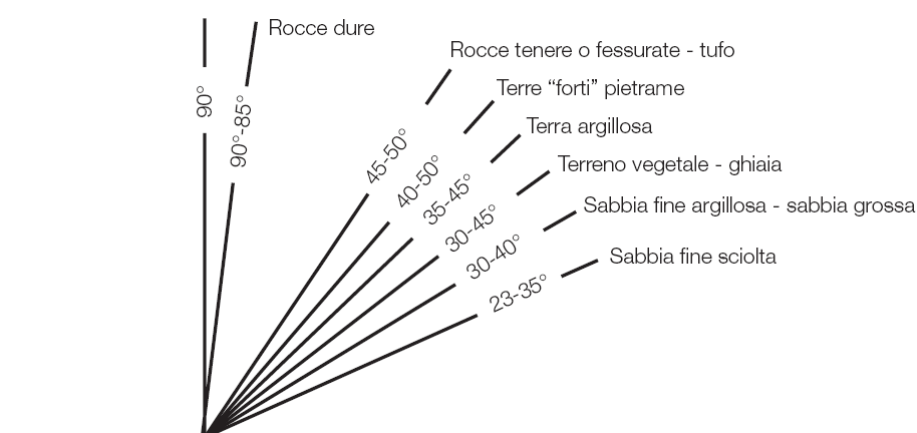 Rocce dure
Rocce tenere o fessurate - tufo
Terre “forti” pietrame
Terra argillosa
Terreno vegetale - ghiaia
Sabbia fine argillosa - sabbia grossa
Sabbia fine sciolta
90°
90°-85°
45-50°
40-50°
35-45°
30-45°
30-40°
23-35°